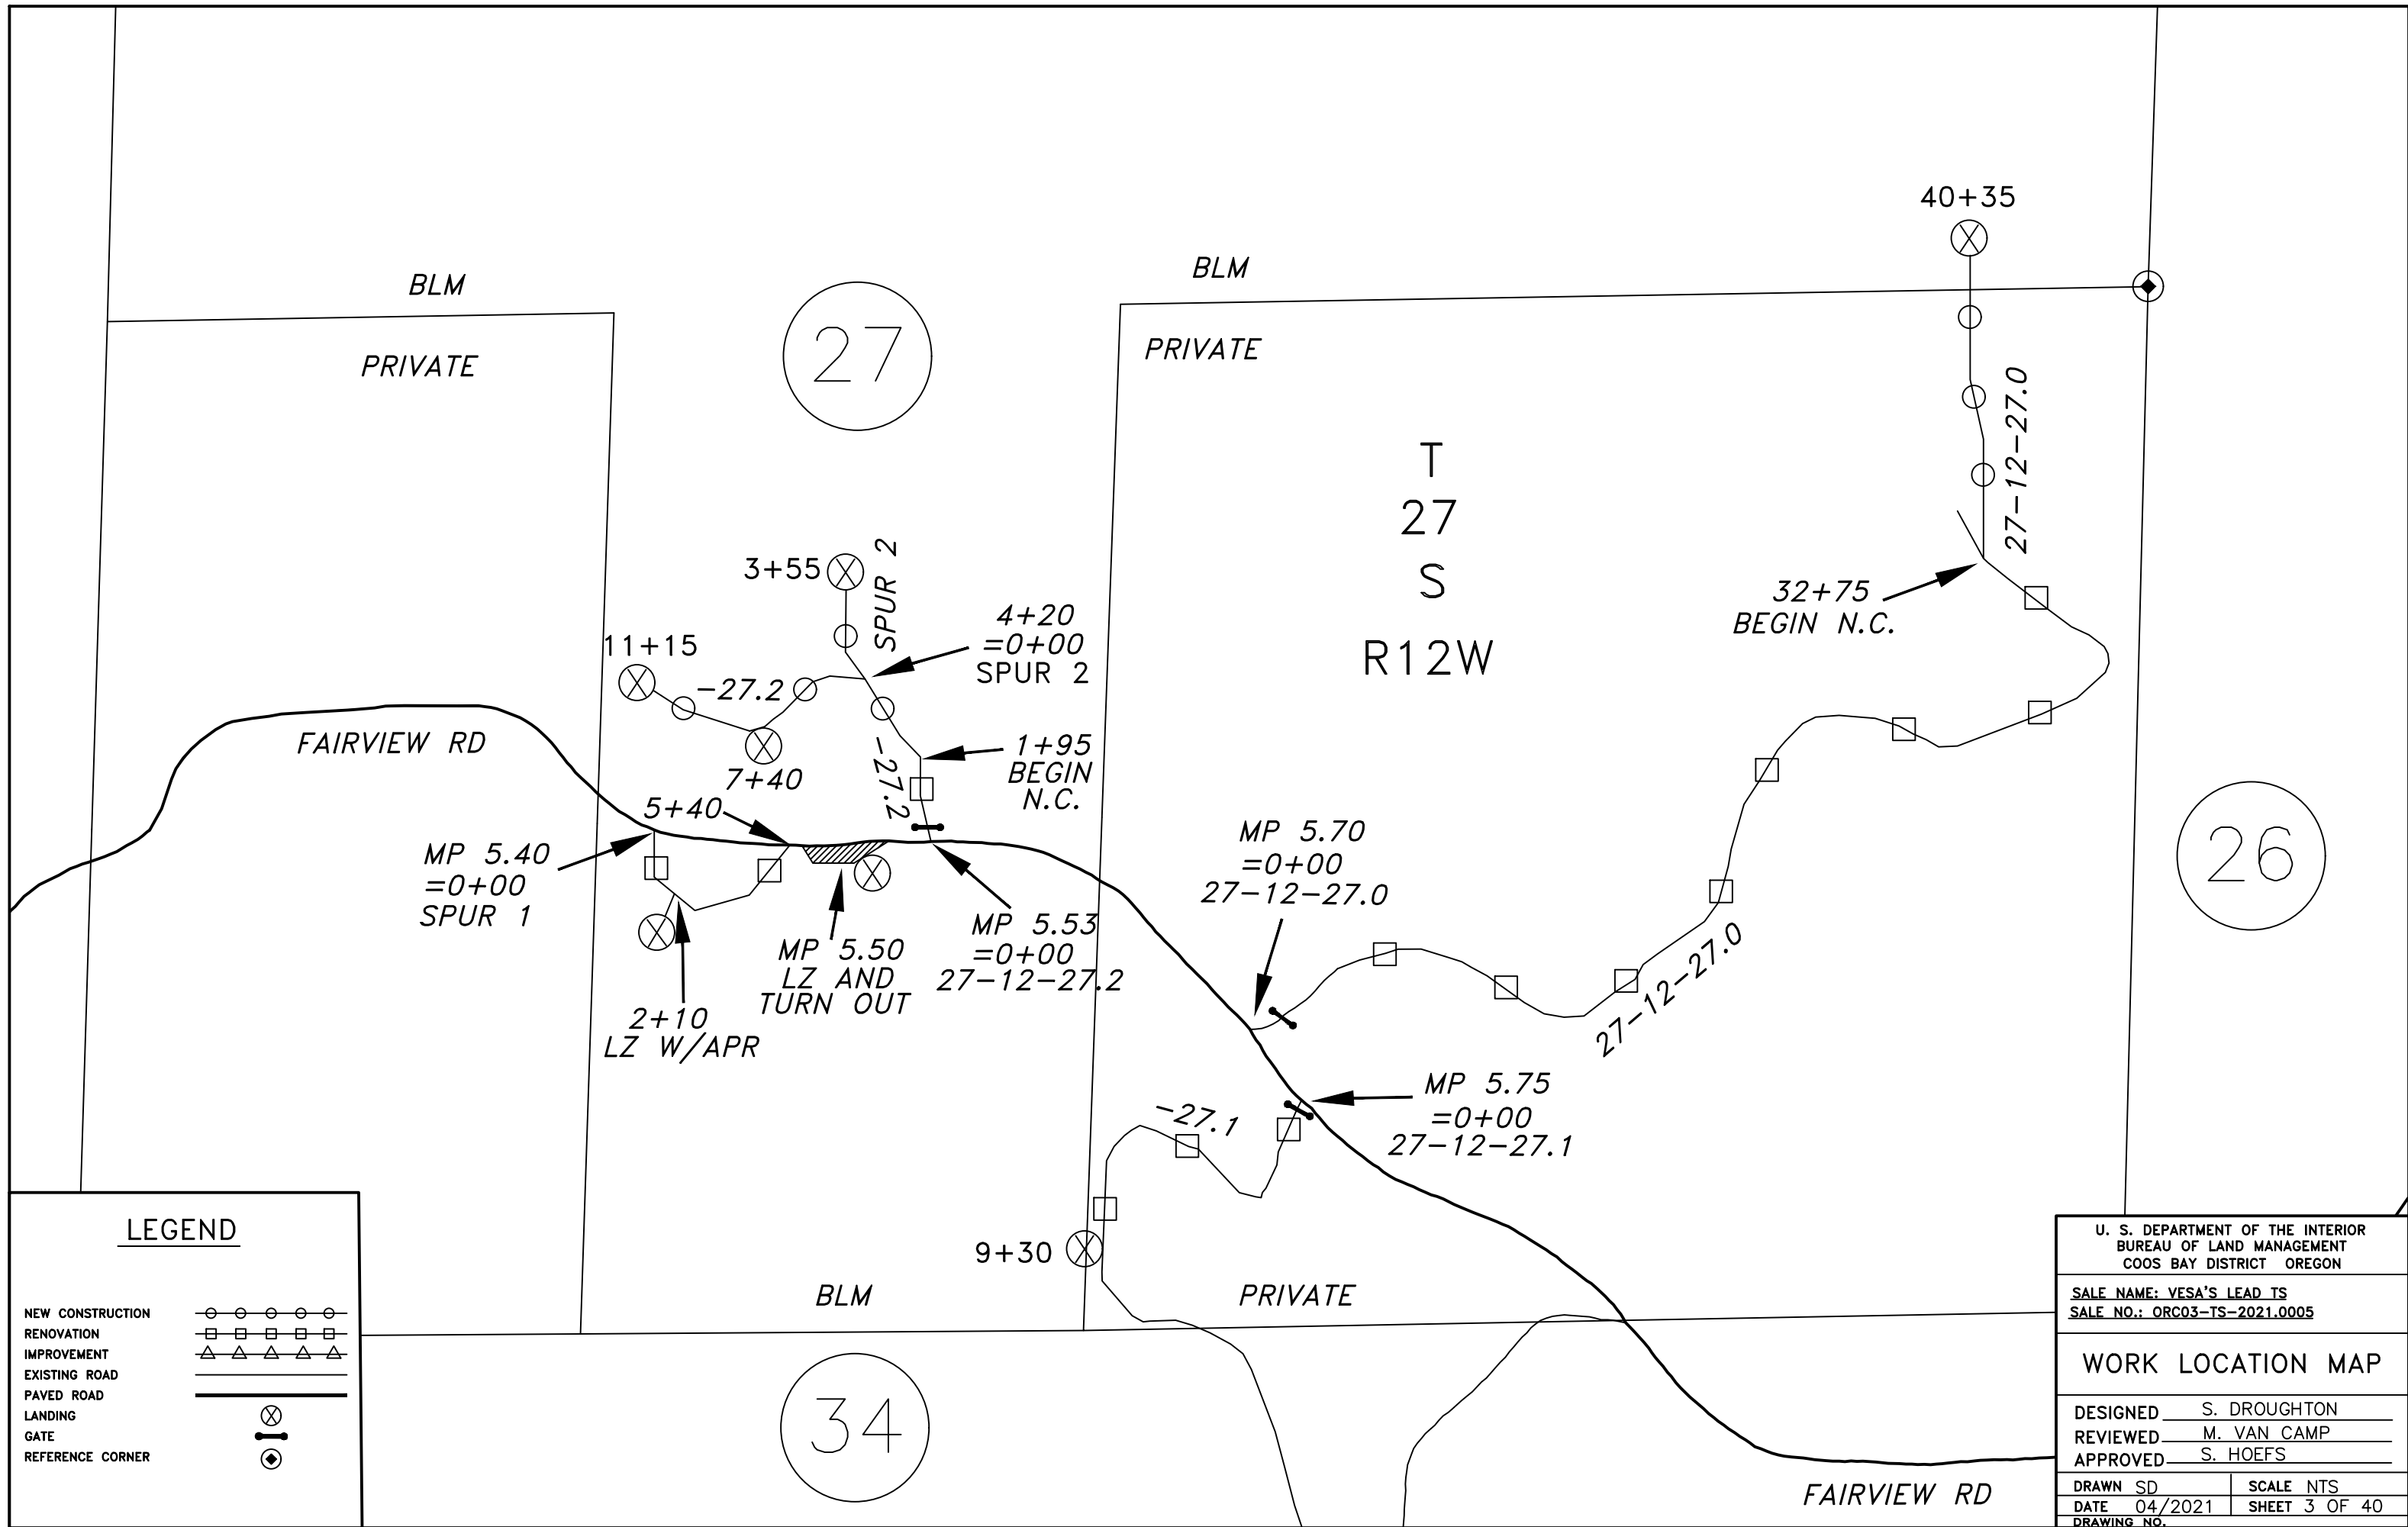 40+35
BLM
BLM
27
PRIVATE
PRIVATE
27-12-27.0
T
27
S
R12W
3+55
SPUR 2
4+20
=0+00
SPUR 2
32+75
BEGIN N.C.
11+15
-27.2
FAIRVIEW RD
7+40
-27.2
1+95
BEGIN
N.C.
5+40
MP 5.40
=0+00
SPUR 1
MP 5.70
=0+00
27-12-27.0
26
MP 5.50
LZ AND
TURN OUT
MP 5.53
=0+00
27-12-27.2
2+10
LZ W/APR
27-12-27.0
MP 5.75
=0+00
27-12-27.1
-27.1
9+30
BLM
PRIVATE
34
FAIRVIEW RD
LEGEND
NEW CONSTRUCTION
RENOVATION
IMPROVEMENT
EXISTING ROAD
PAVED ROAD
LANDING
GATE
REFERENCE CORNER
U. S. DEPARTMENT OF THE INTERIOR
BUREAU OF LAND MANAGEMENT
COOS BAY DISTRICT OREGON
SALE NAME: VESA'S LEAD TS
SALE NO.: ORC03-TS-2021.0005
WORK LOCATION MAP
DESIGNED S. DROUGHTON
REVIEWED M. VAN CAMP
APPROVED S. HOEFS
DRAWN SD SCALE NTS
DATE 04/2021 SHEET 3 OF 40
DRAWING NO.